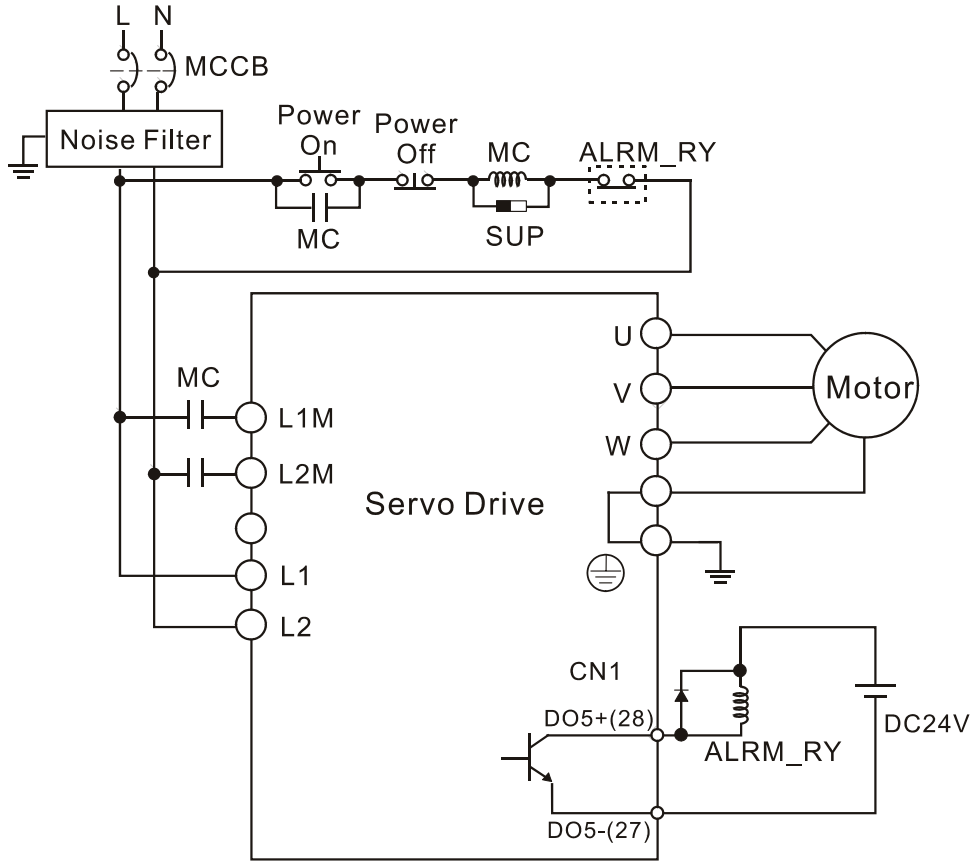 L N
MCCB
Noise Filter
Power
On
Power
Off
MC
ALRM_RY
MC
SUP
MC
L1M
L2M
L1
L2
Servo Drive
U
V
W
Motor
CN1
DO5+(28)
ALRM_RY
DC24V
DO5-(27)